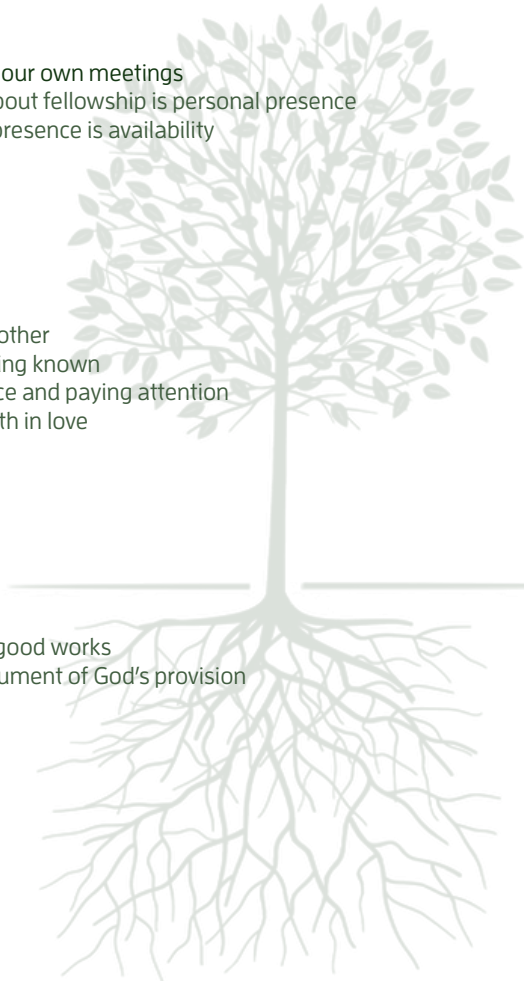 our own meetings
bout fellowship is personal presence
presence is availability
other
ing known
ce and paying attention
th in love
good works
ument of God's provision